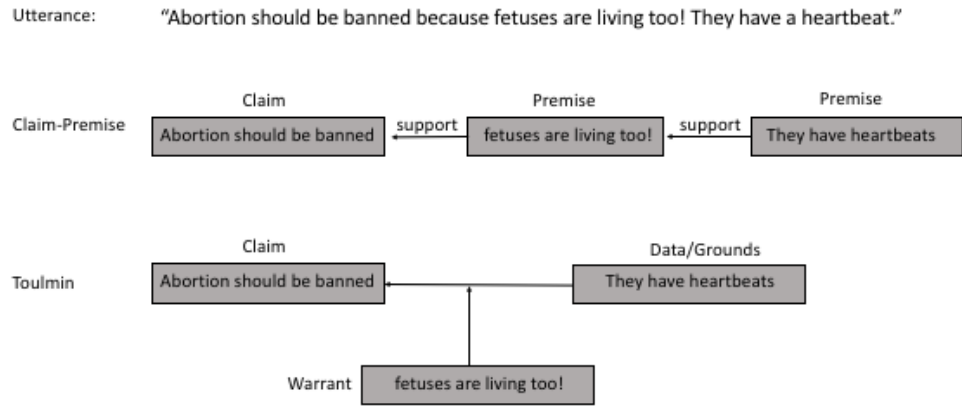 Utterance: “Abortion should be banned because fetuses are living too! They have a heartbeat.”
Claim Premise Premise
Claim-Premise Abortion should be banned support fetuses are living too! support They have heartbeats
Claim Data/Grounds
Toulmin Abortion should be banned They have heartbeats
Warrant fetuses are living too!